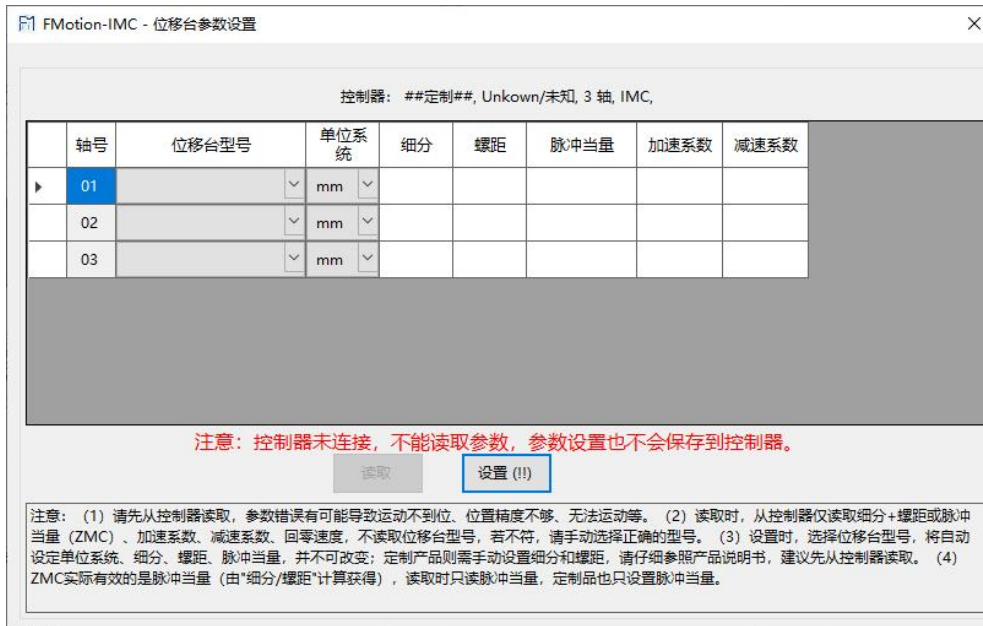 FMotion-IMC - 位移台参数设置
控制器： ##定制##, Unkown/未知, 3 轴, IMC,
轴号 位移台型号 单位系统 细分 螺距 脉冲当量 加速系数 减速系数
01 mm
02 mm
03 mm
注意：控制器未连接，不能读取参数，参数设置也不会保存到控制器。
读取 设置 (!!)
注意： （1）请先从控制器读取，参数错误有可能导致运动不到位、位置精度不够、无法运动等。 （2）读取时，从控制器仅读取细分+螺距或脉冲
当量（ZMC）、加速系数、减速系数、回零速度，不读取位移台型号，若不符，请手动选择正确的型号。（3）设置时，选择位移台型号，将自动
设定单位系统、细分、螺距、脉冲当量，并不可改变；定制产品则需手动设置细分和螺距，请仔细参照产品说明书，建议先从控制器读取。 （4）
ZMC实际有效的是脉冲当量（由"细分/螺距"计算获得），读取时只读脉冲当量，定制品也只设置脉冲当量。